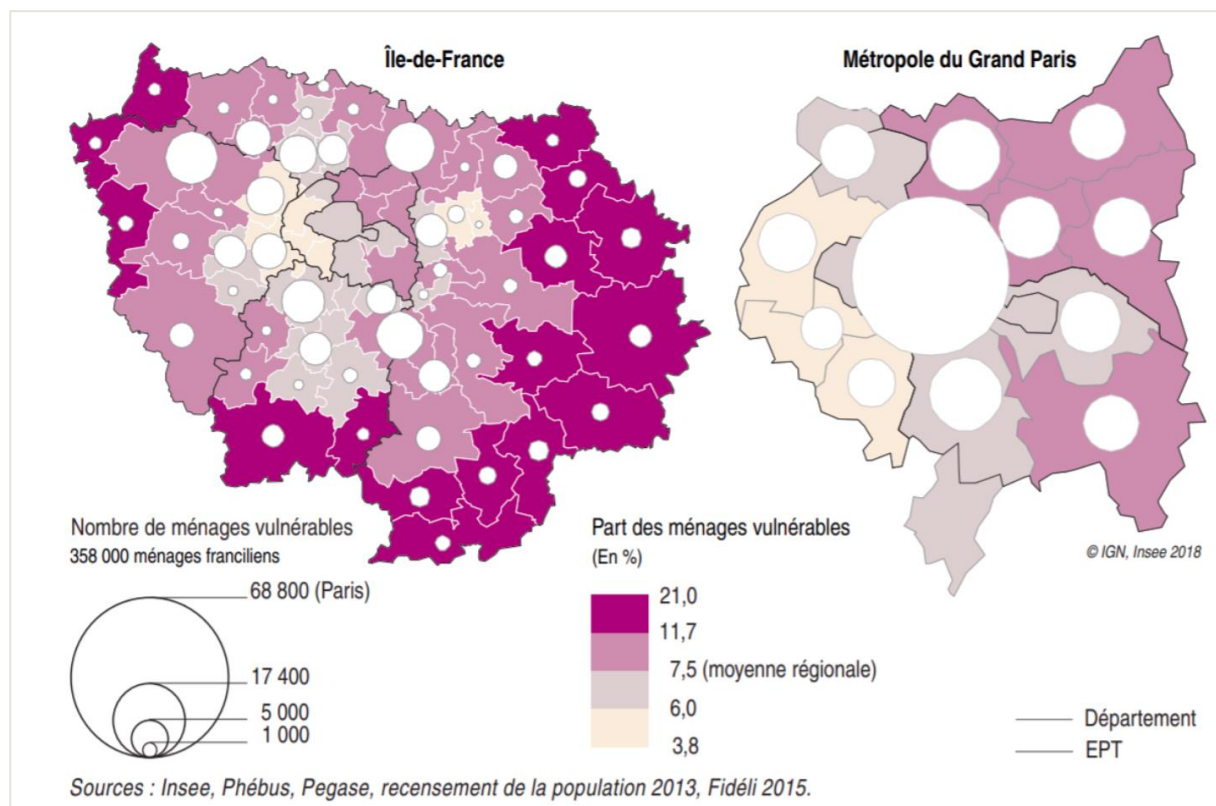 Île-de-France
Métropole du Grand Paris
Nombre de ménages vulnérables
358 000 ménages franciliens
68 800 (Paris)
17 400
5 000
1 000
Part des ménages vulnérables
(En %)
21,0
11,7
7,5 (moyenne régionale)
6,0
3,8
© IGN, Insee 2018
Département
EPT
Sources : Insee, Phébus, Pegase, recensement de la population 2013, Fidéli 2015.